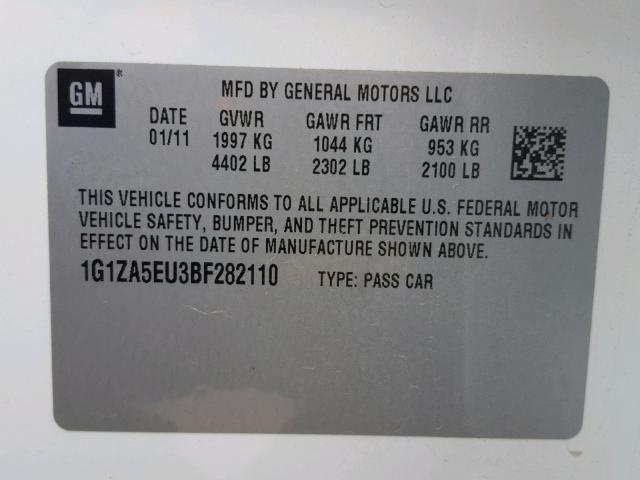 GM
MFD BY GENERAL MOTORS LLC
DATE GVWR GAWR FRT GAWR RR
01/11 1997 KG 1044 KG 953 KG
4402 LB 2302 LB 2100 LB
THIS VEHICLE CONFORMS TO ALL APPLICABLE U.S. FEDERAL MOTOR
VEHICLE SAFETY, BUMPER, AND THEFT PREVENTION STANDARDS IN
EFFECT ON THE DATE OF MANUFACTURE SHOWN ABOVE.
1G1ZA5EU3BF282110 TYPE: PASS CAR